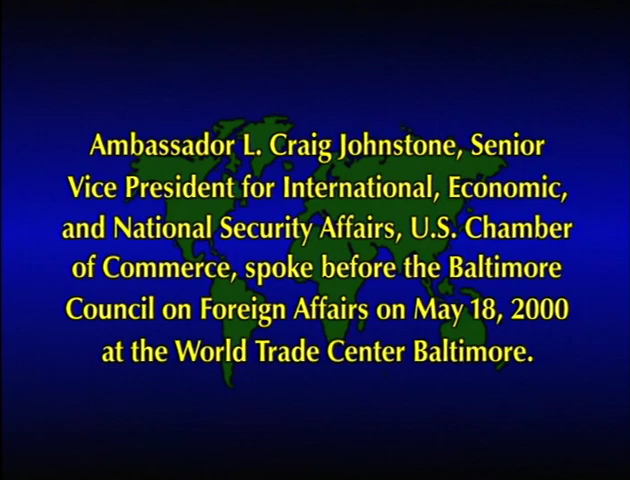 Ambassador L. Craig Johnstone, Senior
Vice President for International, Economic,
and National Security Affairs, U.S. Chamber
of Commerce, spoke before the Baltimore
Council on Foreign Affairs on May 18, 2000
at the World Trade Center Baltimore.